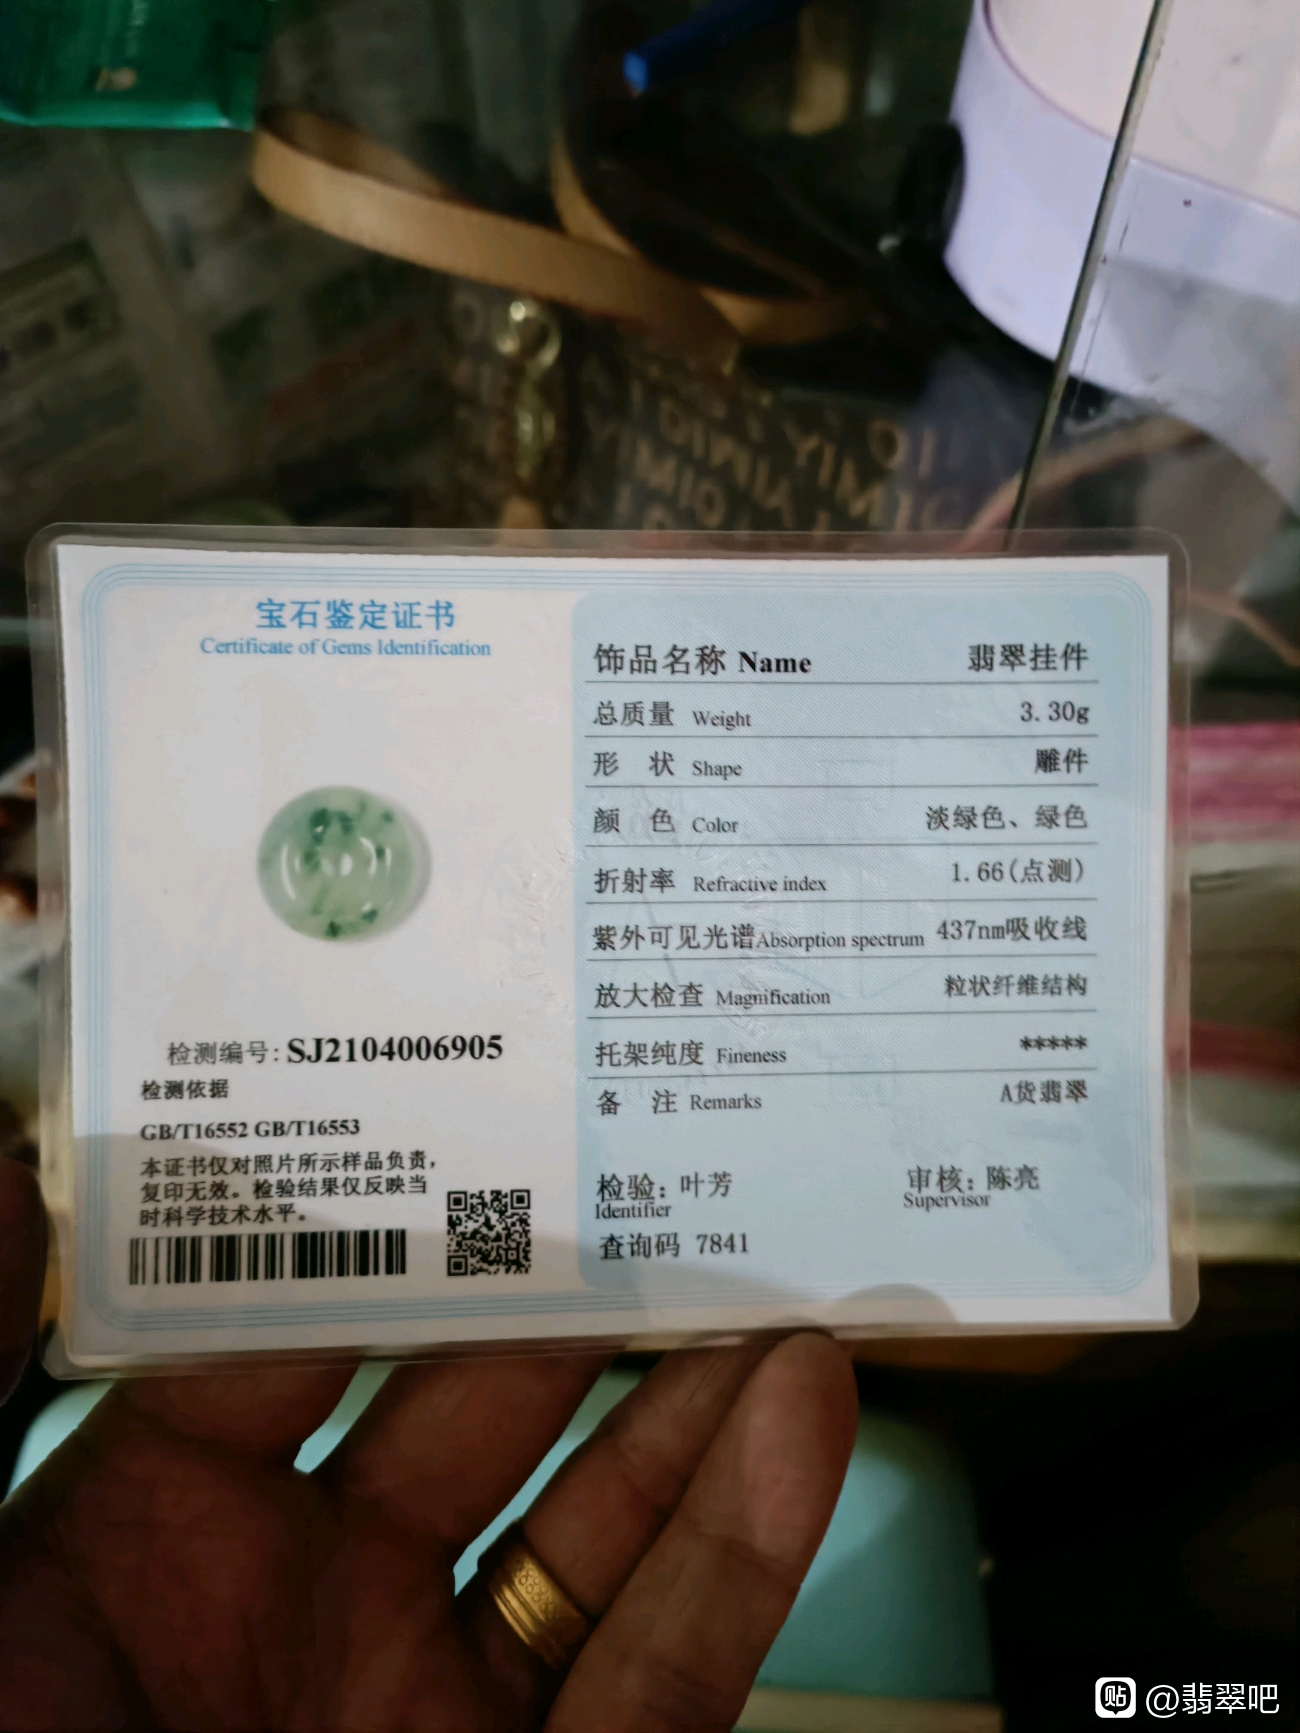 宝石鉴定证书
Certificate of Gems Identification
检测编号: SJ2104006905
检测依据
GB/T16552 GB/T16553
本证书仅对照片所示样品负责，
复印无效。检验结果仅反映当
时科学技术水平。
饰品名称 Name 翡翠挂件
总质量 Weight 3.30g
形 状 Shape 雕件
颜 色 Color 淡绿色、绿色
折射率 Refractive index 1.66(点测)
紫外可见光谱 Absorption spectrum 437nm吸收线
放大检查 Magnification 粒状纤维结构
托架纯度 Fineness *****
备 注 Remarks A货翡翠
检验: 叶芳 审核: 陈亮
Identifier Supervisor
查询码 7841
贴 @翡翠吧